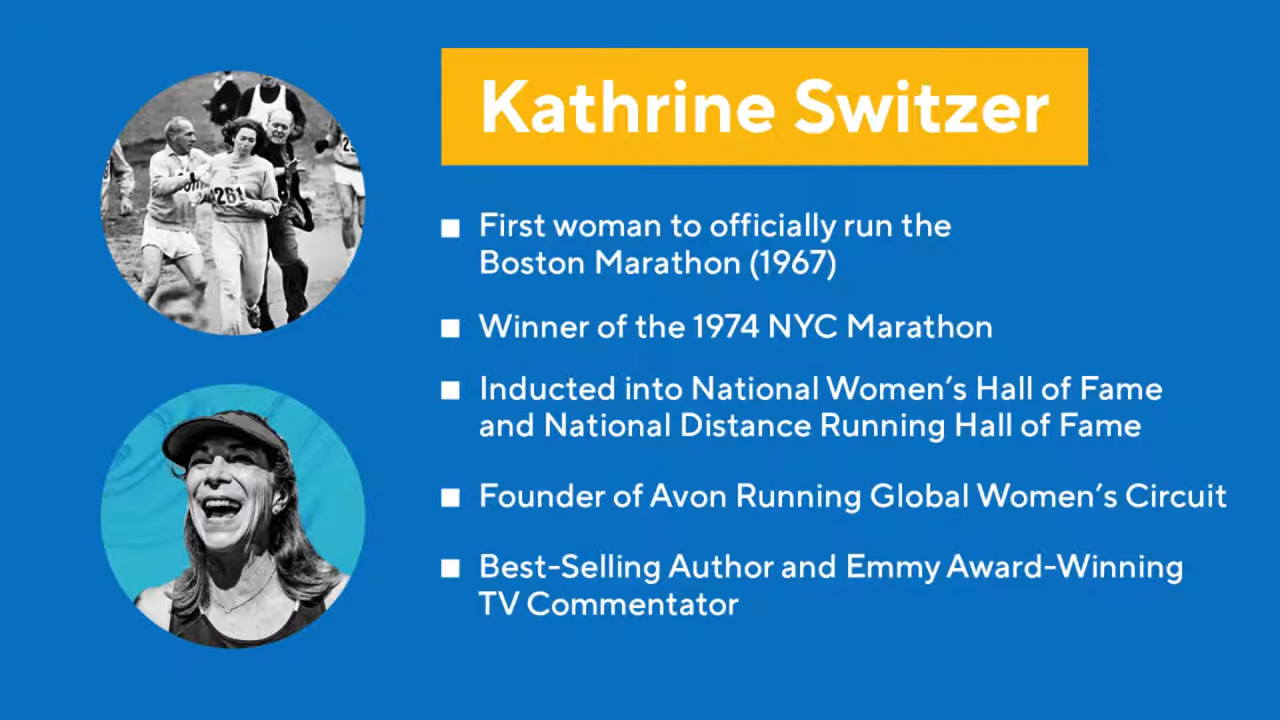 Kathrine Switzer
261
First woman to officially run the
Boston Marathon (1967)
Winner of the 1974 NYC Marathon
Inducted into National Women’s Hall of Fame
and National Distance Running Hall of Fame
Founder of Avon Running Global Women’s Circuit
Best-Selling Author and Emmy Award-Winning
TV Commentator